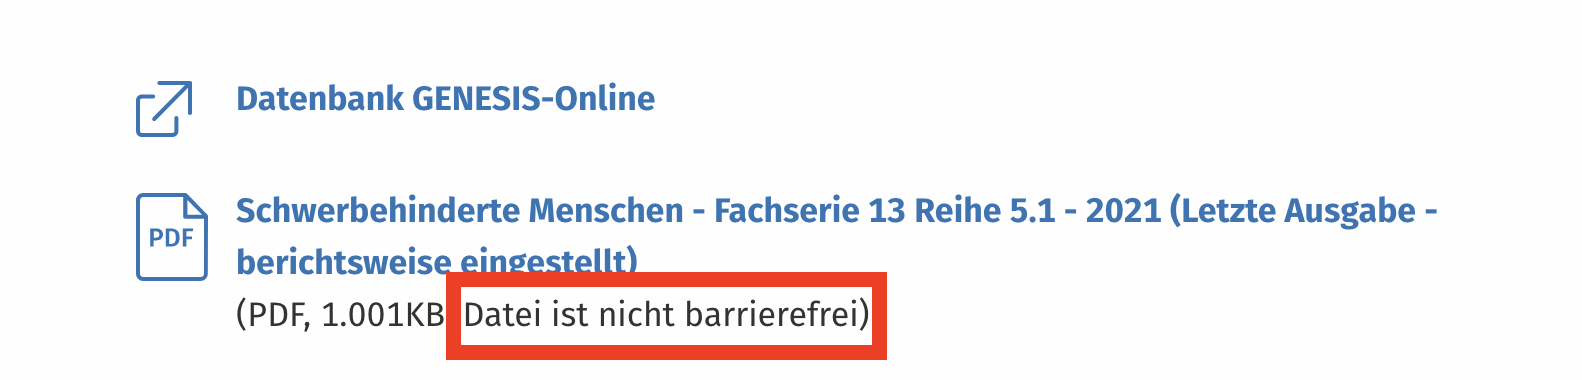 Datenbank GENESIS-Online
PDF
Schwerbehinderte Menschen - Fachserie 13 Reihe 5.1 - 2021 (Letzte Ausgabe -
berichtsweise eingestellt)
(PDF, 1.001KB Datei ist nicht barrierefrei)